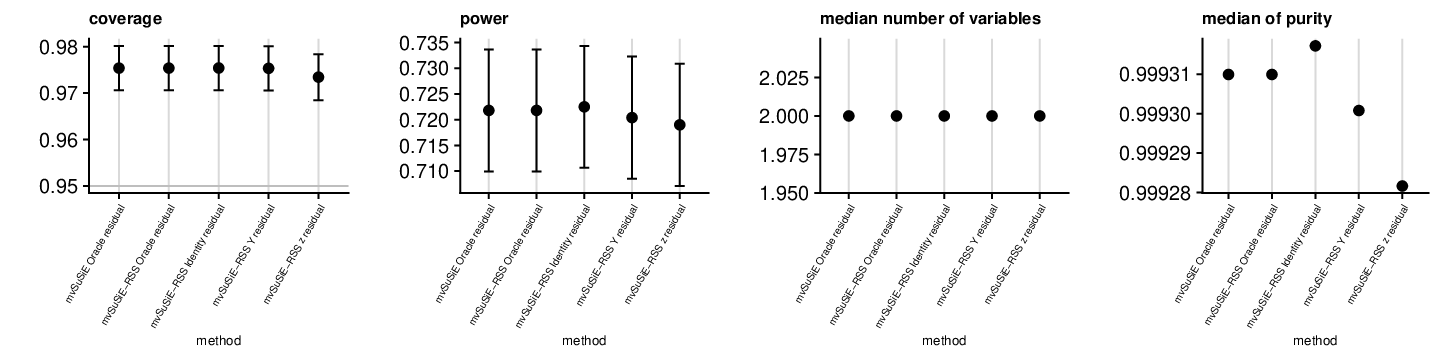 coverage
0.98
0.97
0.96
0.95
mvSuSiE Oracle residual
mvSuSiE−RSS Oracle residual
mvSuSiE−RSS Identity residual
mvSuSiE−RSS Y residual
mvSuSiE−RSS z residual
method
power
0.735
0.730
0.725
0.720
0.715
0.710
mvSuSiE Oracle residual
mvSuSiE−RSS Oracle residual
mvSuSiE−RSS Identity residual
mvSuSiE−RSS Y residual
mvSuSiE−RSS z residual
method
median number of variables
2.025
2.000
1.975
1.950
mvSuSiE Oracle residual
mvSuSiE−RSS Oracle residual
mvSuSiE−RSS Identity residual
mvSuSiE−RSS Y residual
mvSuSiE−RSS z residual
method
median of purity
0.99931
0.99930
0.99929
0.99928
mvSuSiE Oracle residual
mvSuSiE−RSS Oracle residual
mvSuSiE−RSS Identity residual
mvSuSiE−RSS Y residual
mvSuSiE−RSS z residual
method